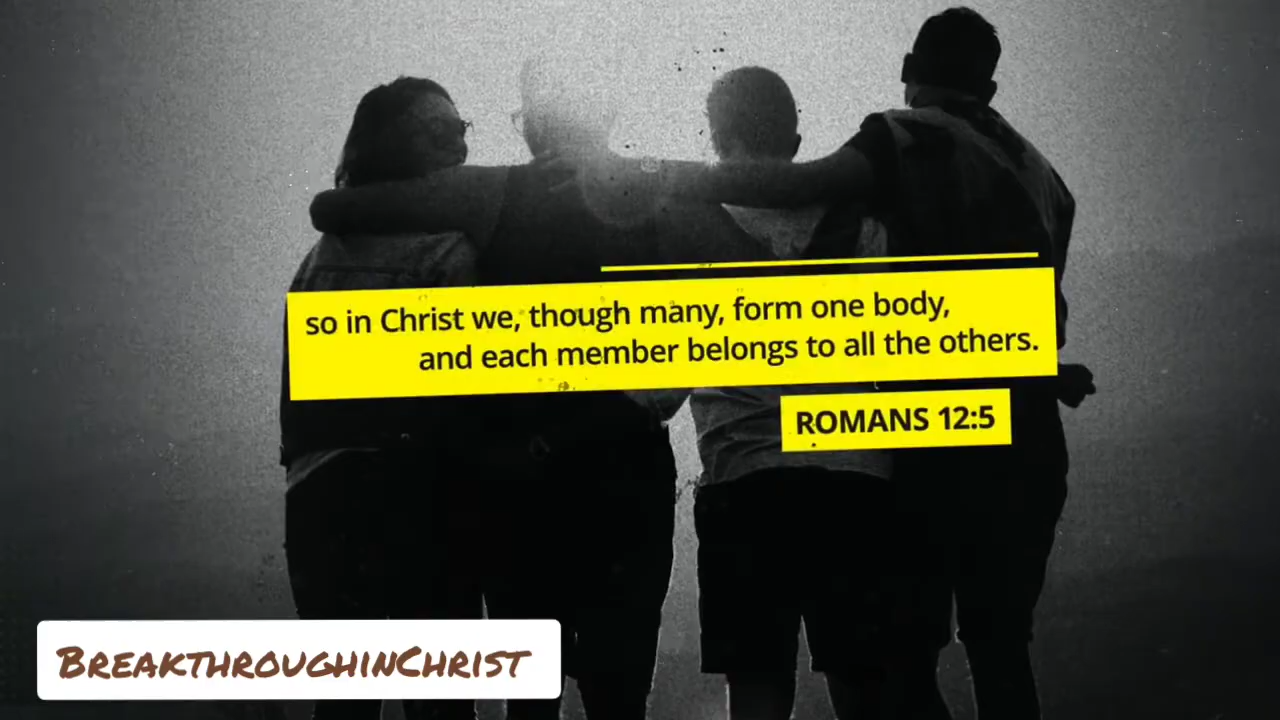 so in Christ we, though many, form one body,
and each member belongs to all the others.
ROMANS 12:5
BREAKTHROUGHINCHRIST